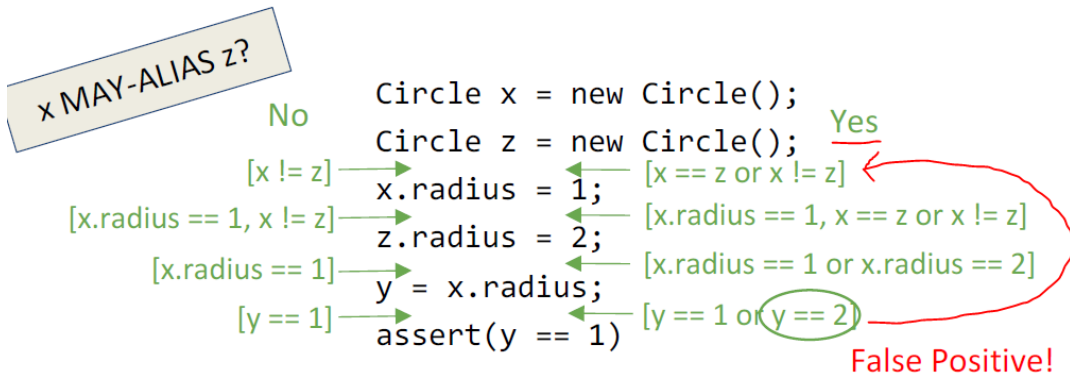 x MAY-ALIAS z?
Circle x = new Circle();
No
Circle z = new Circle();
Yes
[x != z]
[x == z or x != z]
x.radius = 1;
[x.radius == 1, x != z]
[x.radius == 1, x == z or x != z]
z.radius = 2;
[x.radius == 1]
[x.radius == 1 or x.radius == 2]
y = x.radius;
[y == 1]
[y == 1 or y == 2]
assert(y == 1)
False Positive!